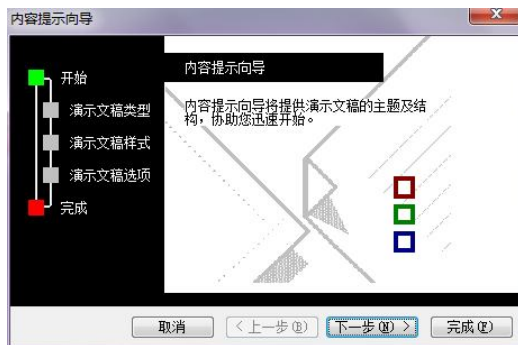 内容提示向导
内容提示向导
内容提示向导将提供演示文稿的主题及结
构，协助您迅速开始。
开始
演示文稿类型
演示文稿样式
演示文稿选项
完成
取消
< 上一步(B)
下一步(N) >
完成(F)